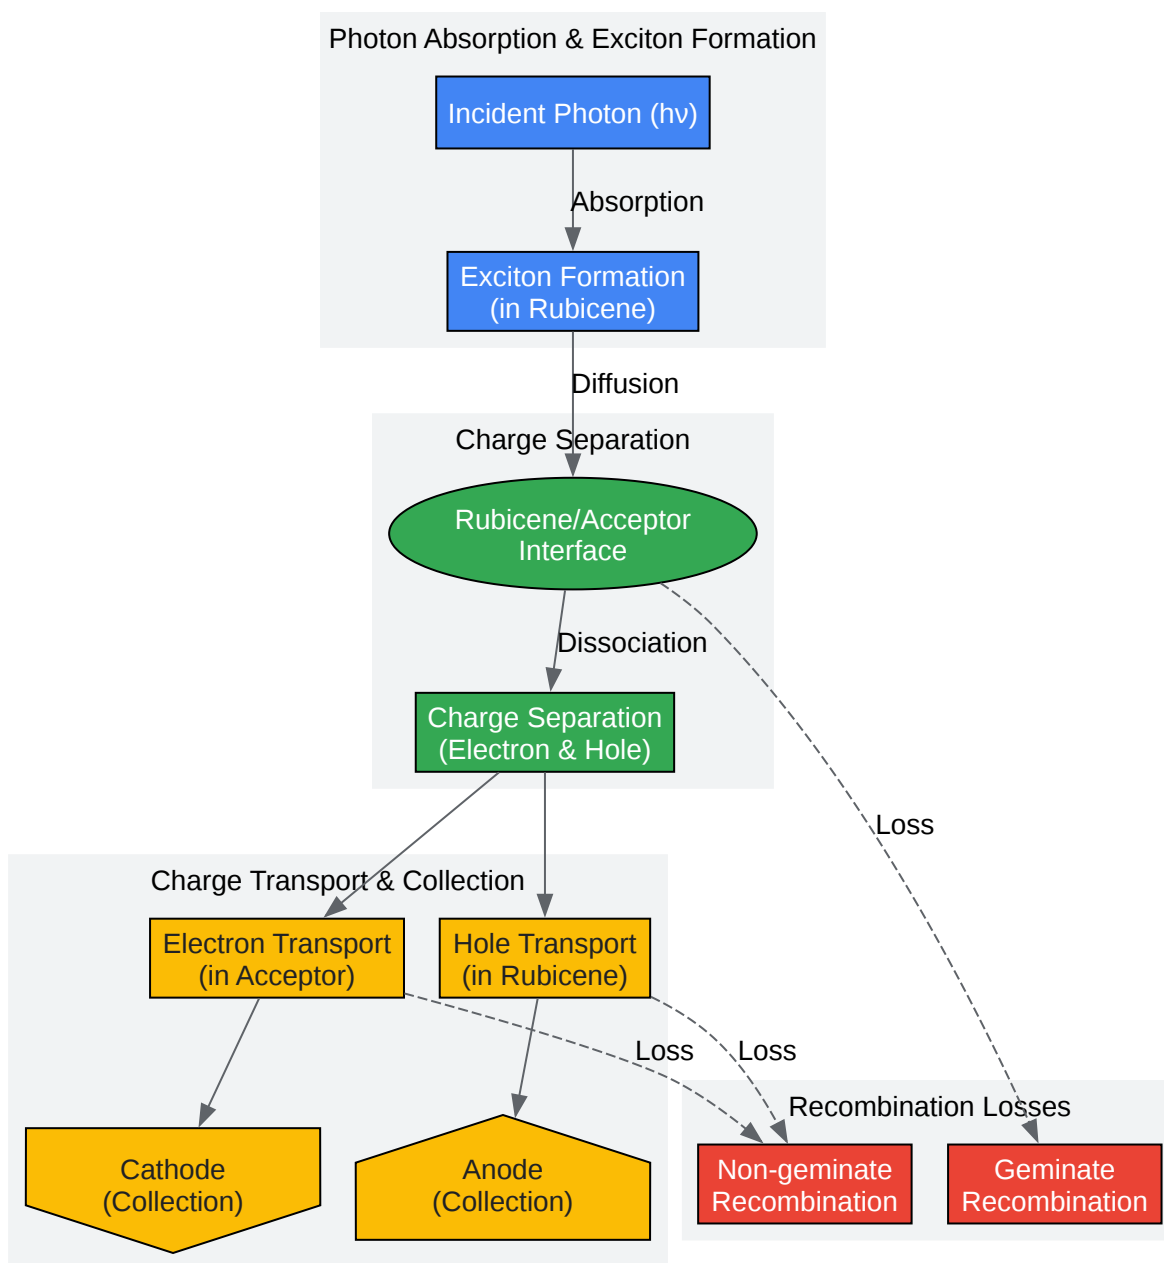 Photon Absorption & Exciton Formation
Incident Photon (hν)
Absorption
Exciton Formation
(in Rubicene)
Diffusion
Charge Separation
Rubicene/Acceptor
Interface
Dissociation
Charge Separation
(Electron & Hole)
Loss
Charge Transport & Collection
Electron Transport
(in Acceptor)
Hole Transport
(in Rubicene)
Loss
Loss
Recombination Losses
Cathode
(Collection)
Anode
(Collection)
Non-geminate
Recombination
Geminate
Recombination